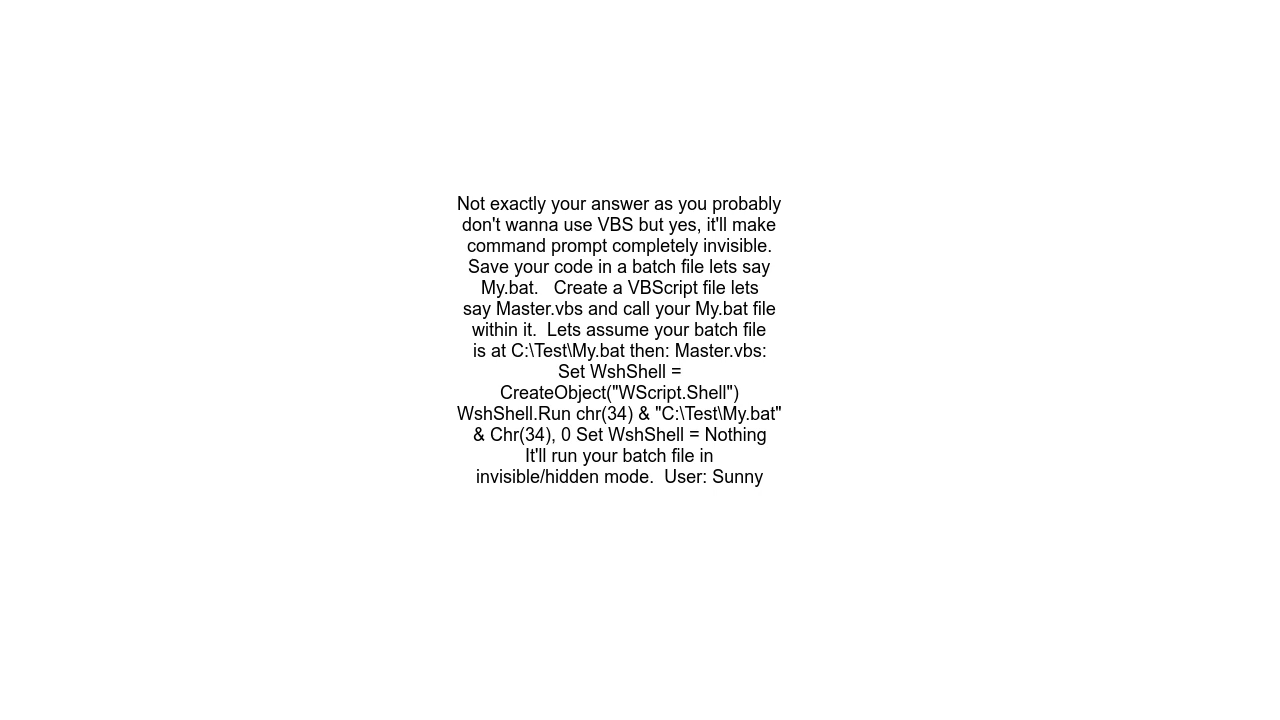 Not exactly your answer as you probably
don't wanna use VBS but yes, it'll make
command prompt completely invisible.
Save your code in a batch file lets say
My.bat.   Create a VBScript file lets
say Master.vbs and call your My.bat file
within it.  Lets assume your batch file
is at C:\Test\My.bat then: Master.vbs:
Set WshShell =
CreateObject("WScript.Shell")
WshShell.Run chr(34) & "C:\Test\My.bat"
& Chr(34), 0 Set WshShell = Nothing
It'll run your batch file in
invisible/hidden mode.  User: Sunny